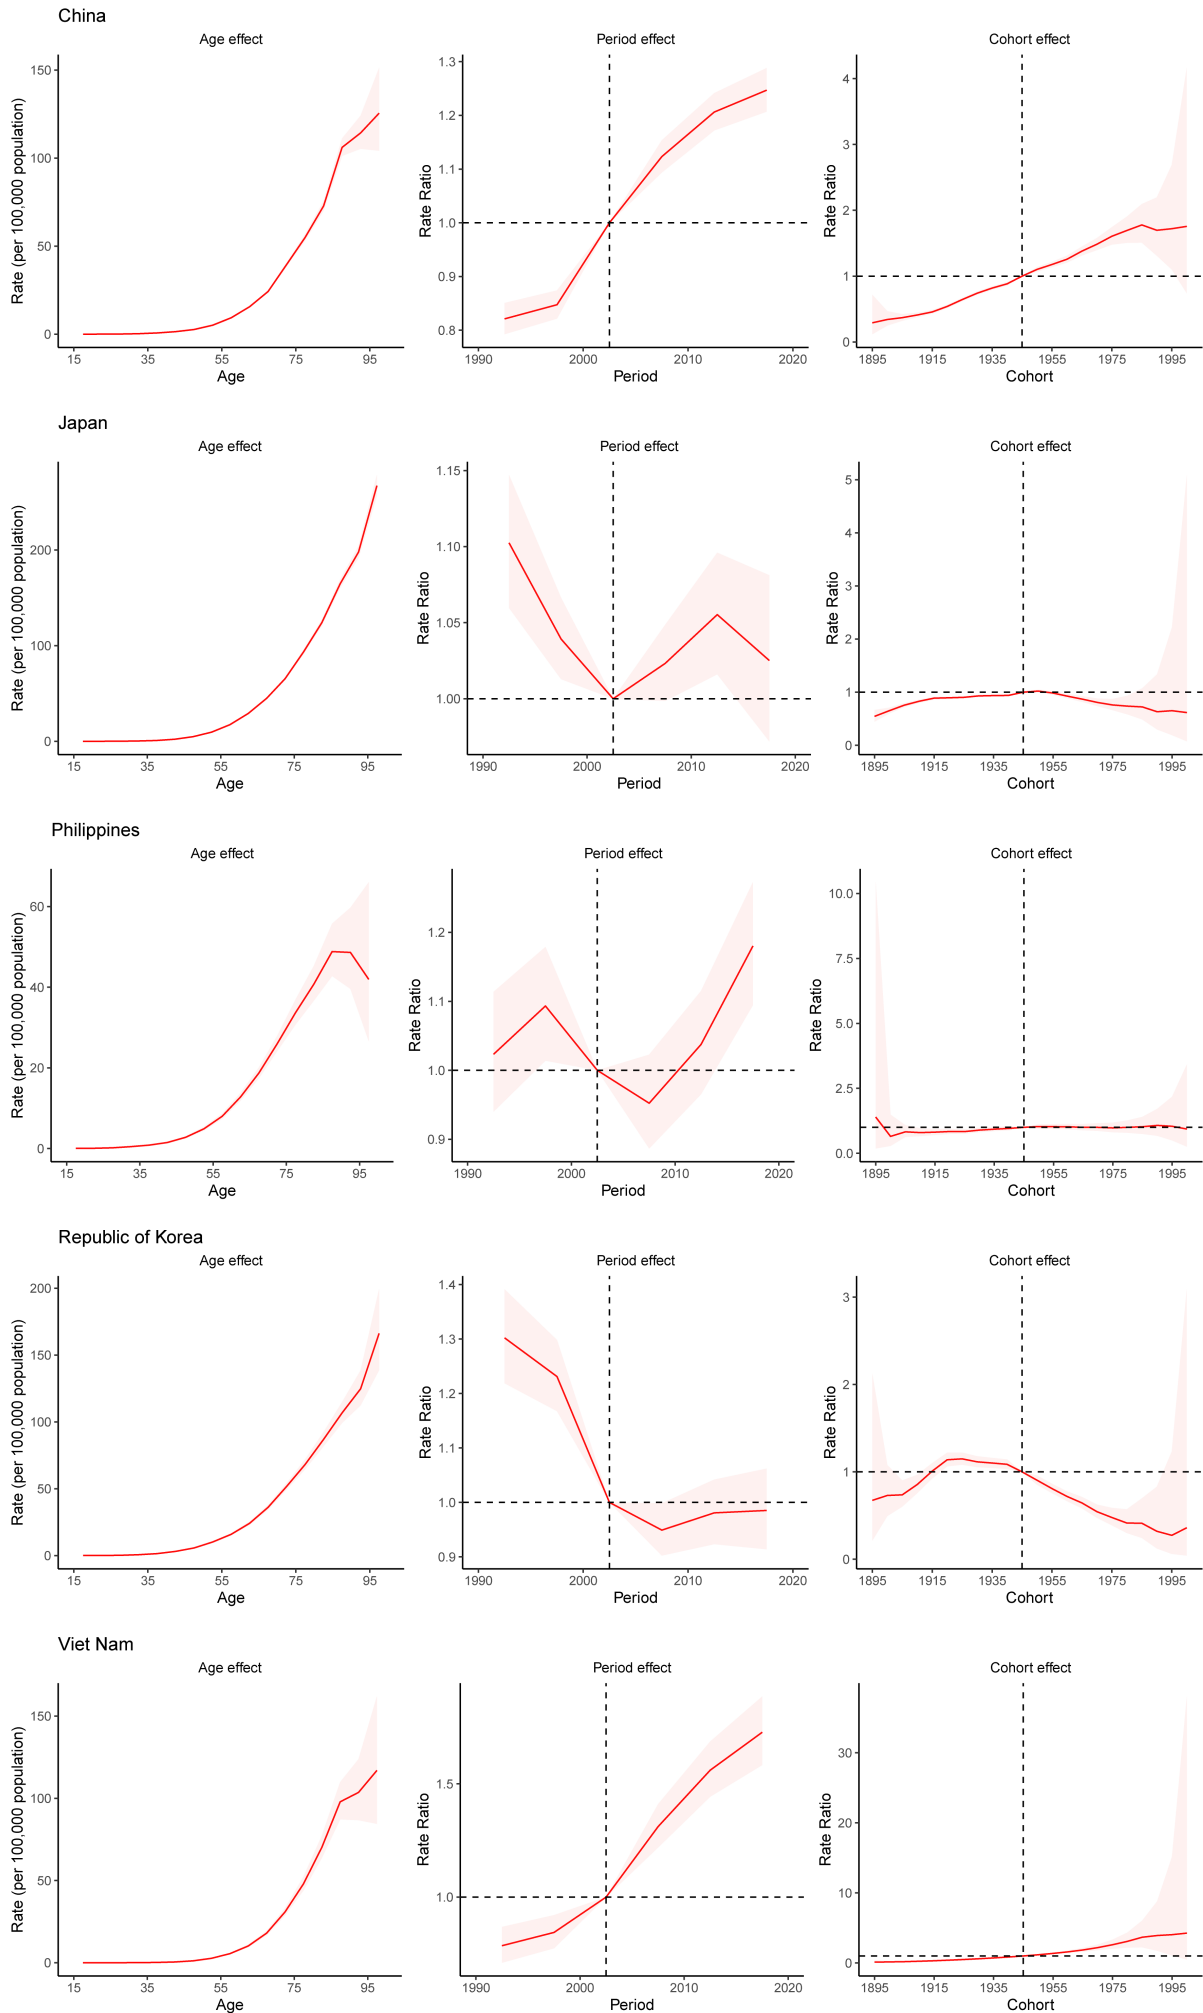 China
Age effect
Period effect
Cohort effect
Rate (per 100,000 population)
150
100
50
0
15 35 55 75 95
Age
Rate Ratio
1.3
1.2
1.1
1.0
0.9
0.8
1990 2000 2010 2020
Period
Rate Ratio
4
3
2
1
0
1895 1915 1935 1955 1975 1995
Cohort
Japan
Age effect
Period effect
Cohort effect
Rate (per 100,000 population)
200
100
0
15 35 55 75 95
Age
Rate Ratio
1.15
1.10
1.05
1.00
1990 2000 2010 2020
Period
Rate Ratio
5
4
3
2
1
0
1895 1915 1935 1955 1975 1995
Cohort
Philippines
Age effect
Period effect
Cohort effect
Rate (per 100,000 population)
60
40
20
0
15 35 55 75 95
Age
Rate Ratio
1.2
1.1
1.0
0.9
1990 2000 2010 2020
Period
Rate Ratio
10.0
7.5
5.0
2.5
0.0
1895 1915 1935 1955 1975 1995
Cohort
Republic of Korea
Age effect
Period effect
Cohort effect
Rate (per 100,000 population)
200
150
100
50
0
15 35 55 75 95
Age
Rate Ratio
1.4
1.3
1.2
1.1
1.0
0.9
1990 2000 2010 2020
Period
Rate Ratio
3
2
1
0
1895 1915 1935 1955 1975 1995
Cohort
Viet Nam
Age effect
Period effect
Cohort effect
Rate (per 100,000 population)
150
100
50
0
15 35 55 75 95
Age
Rate Ratio
1.5
1.0
1990 2000 2010 2020
Period
Rate Ratio
30
20
10
0
1895 1915 1935 1955 1975 1995
Cohort